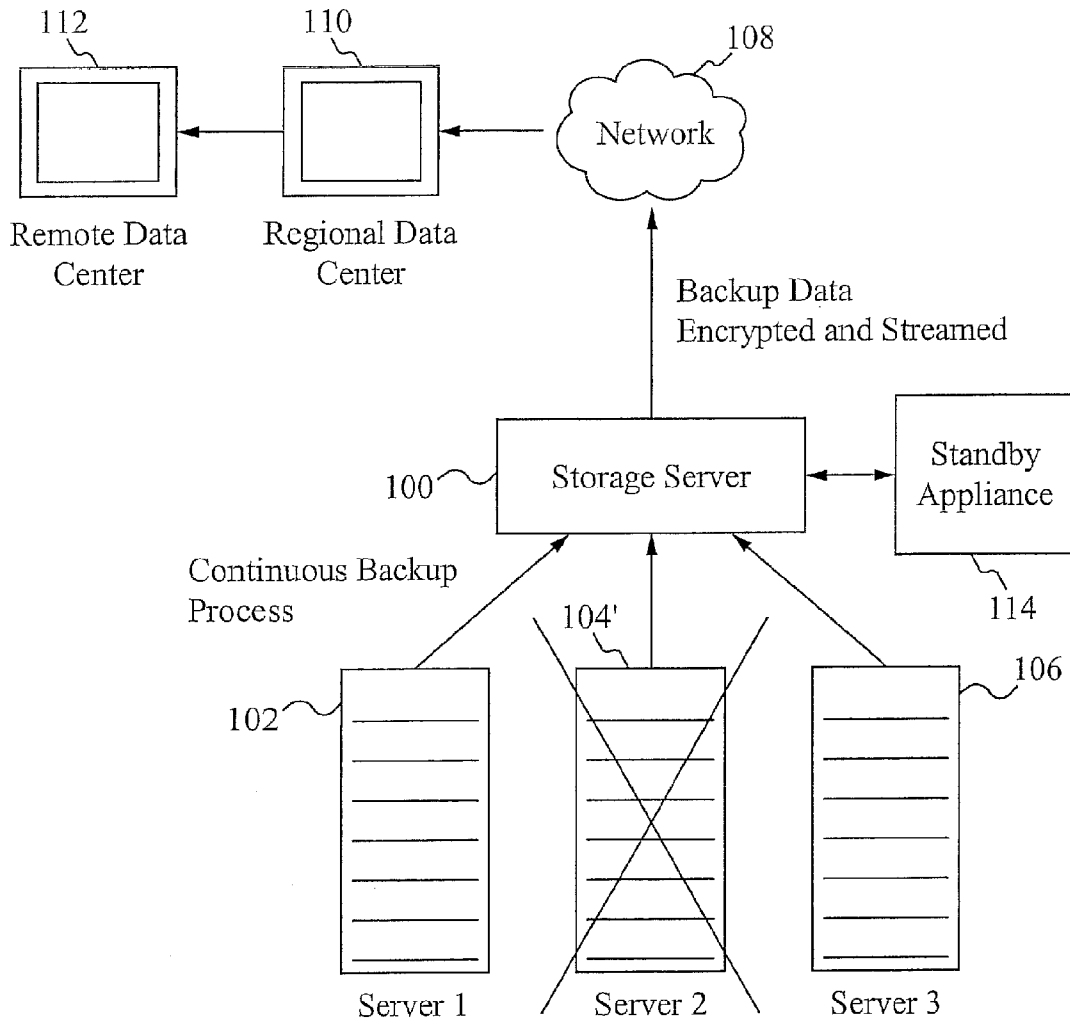 112
110
108
Network
Remote Data
Center
Regional Data
Center
Backup Data
Encrypted and Streamed
100
Storage Server
Standby
Appliance
114
Continuous Backup
Process
102
104'
106
Server 1
Server 2
Server 3